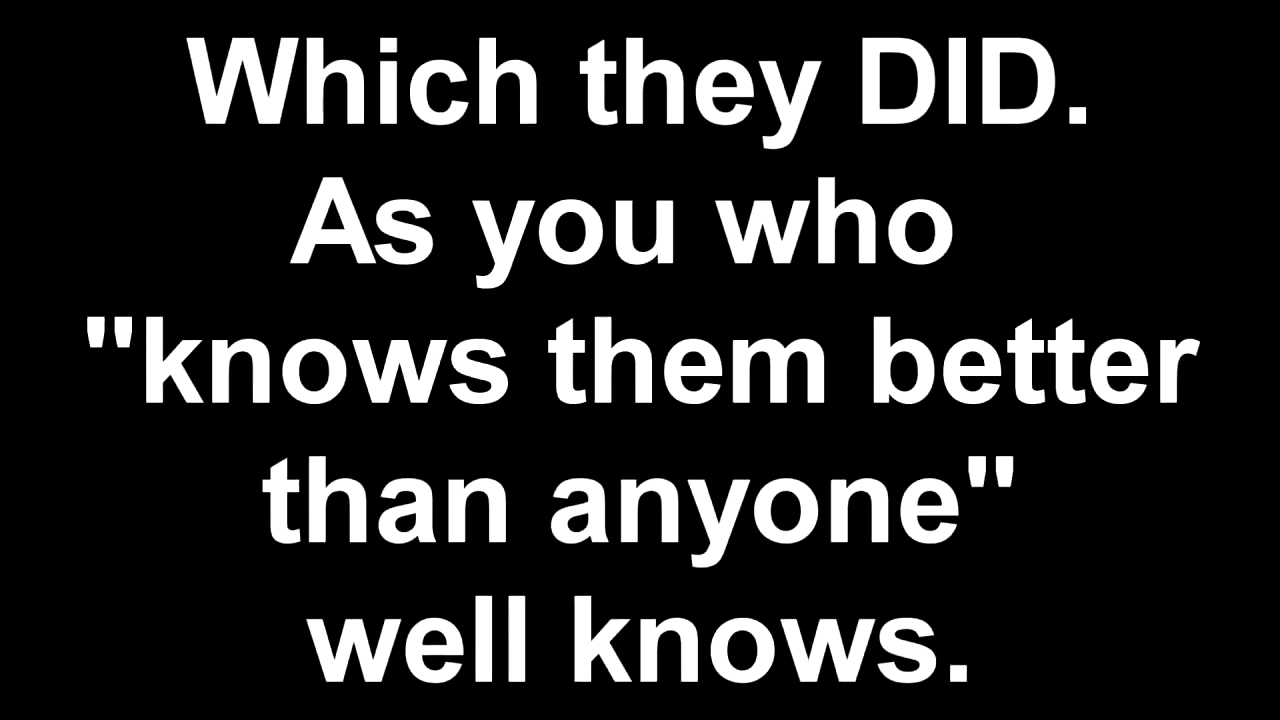 Which they DID.
As you who
"knows them better
than anyone"
well knows.